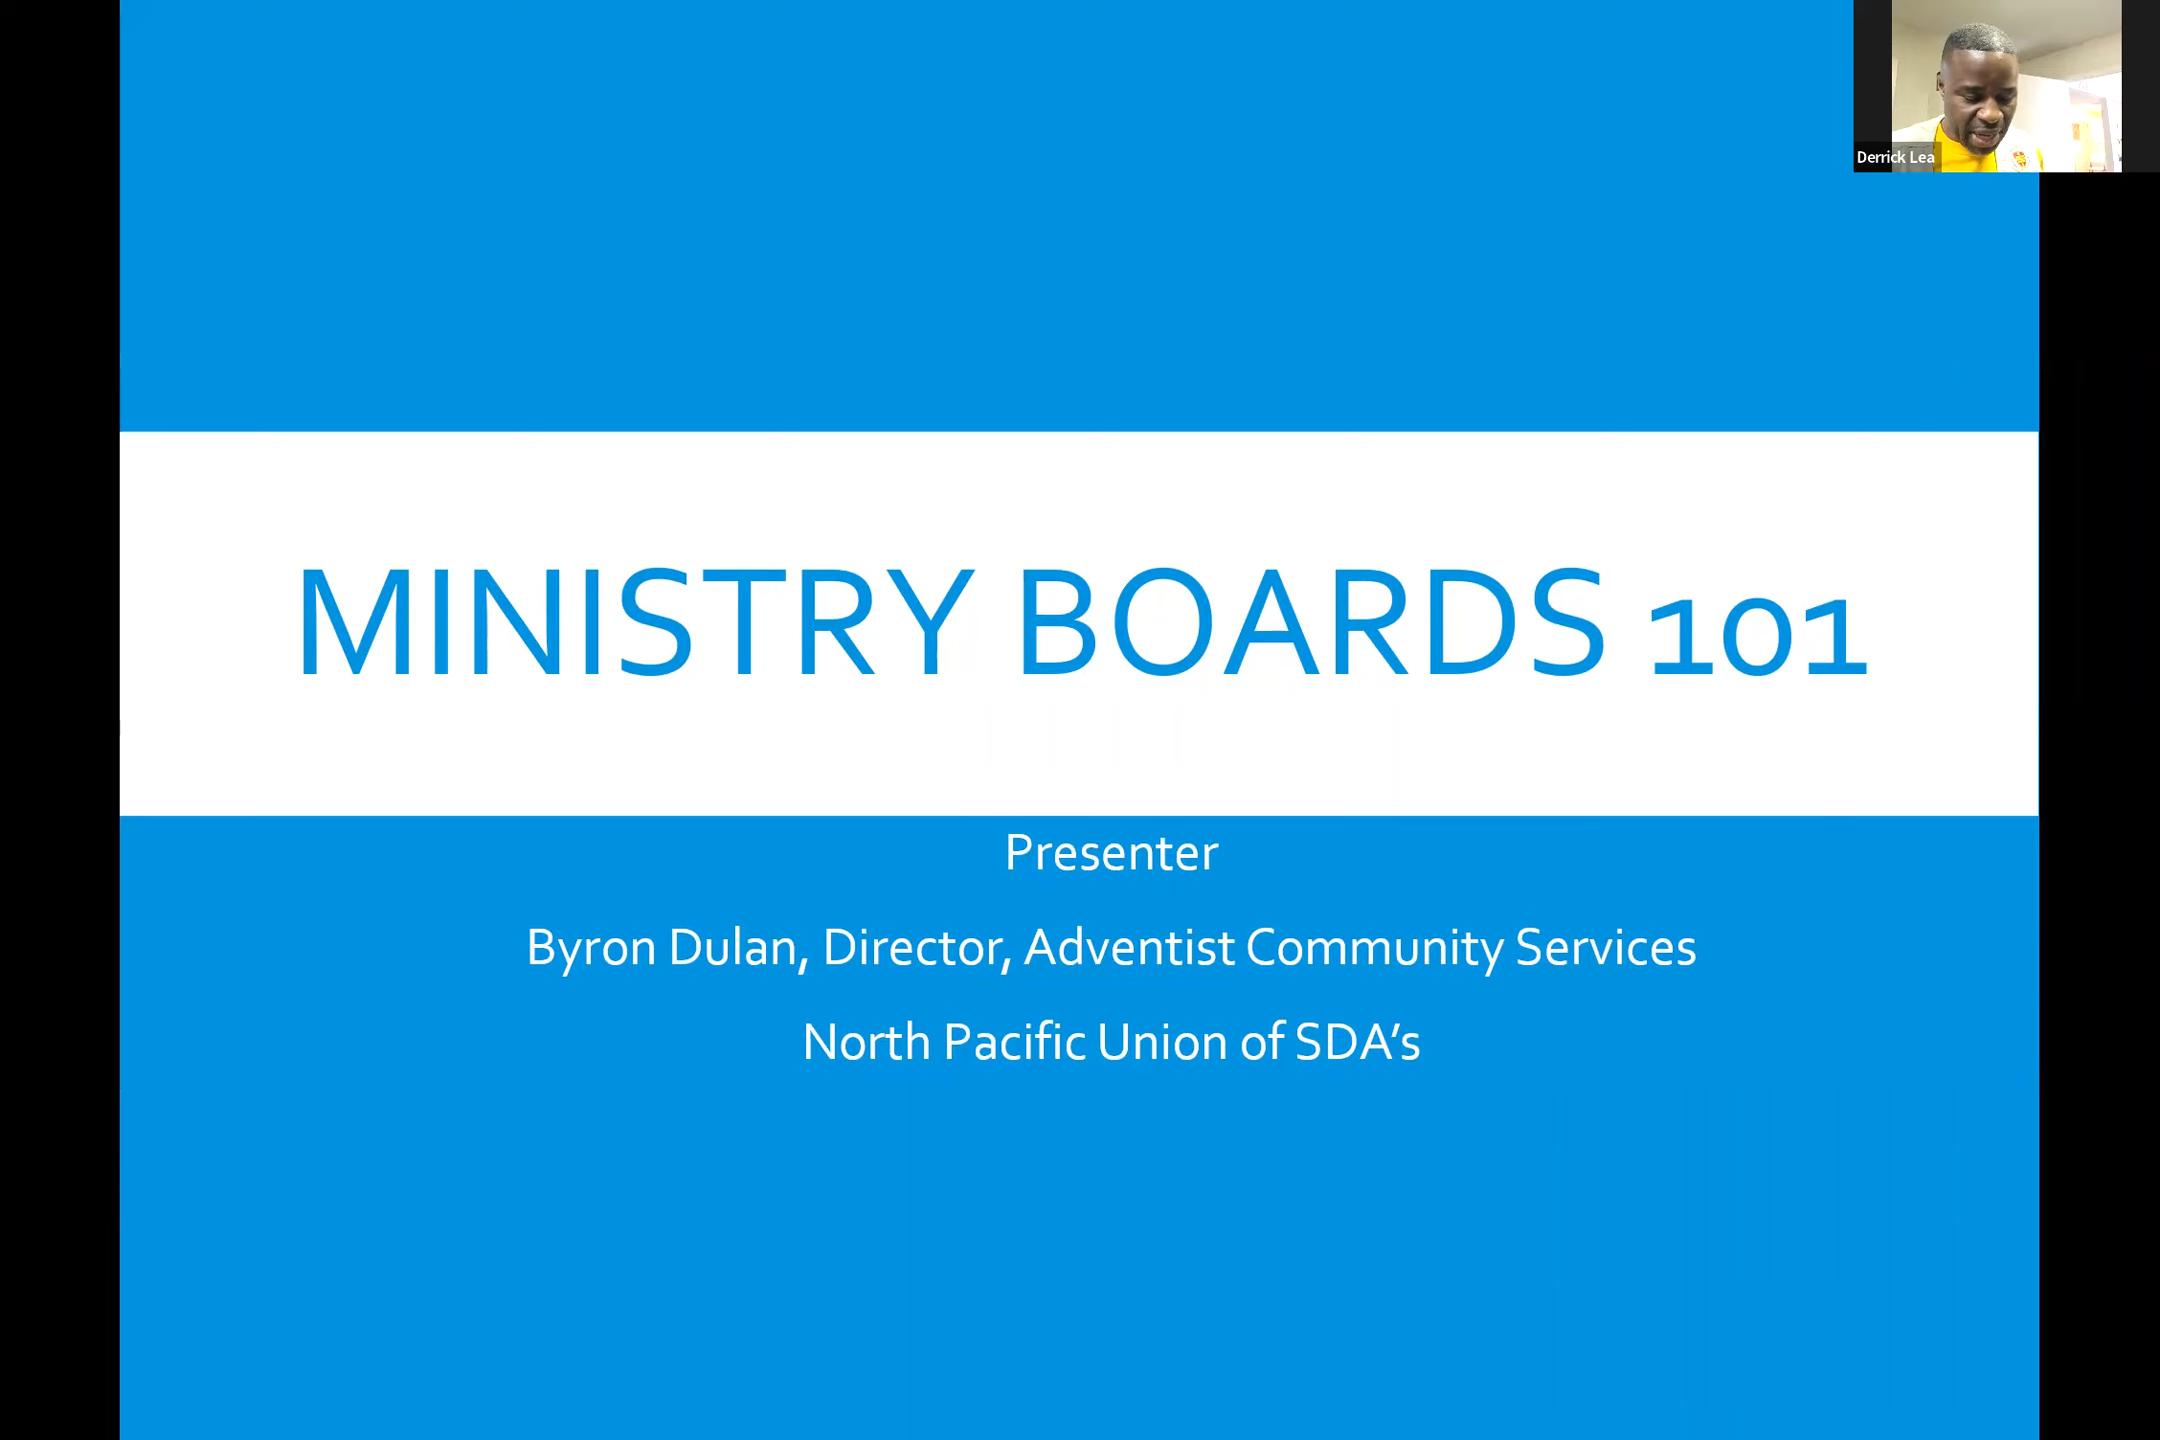 Derrick Lea
MINISTRY BOARDS 101
Presenter
Byron Dulan, Director, Adventist Community Services
North Pacific Union of SDA’s